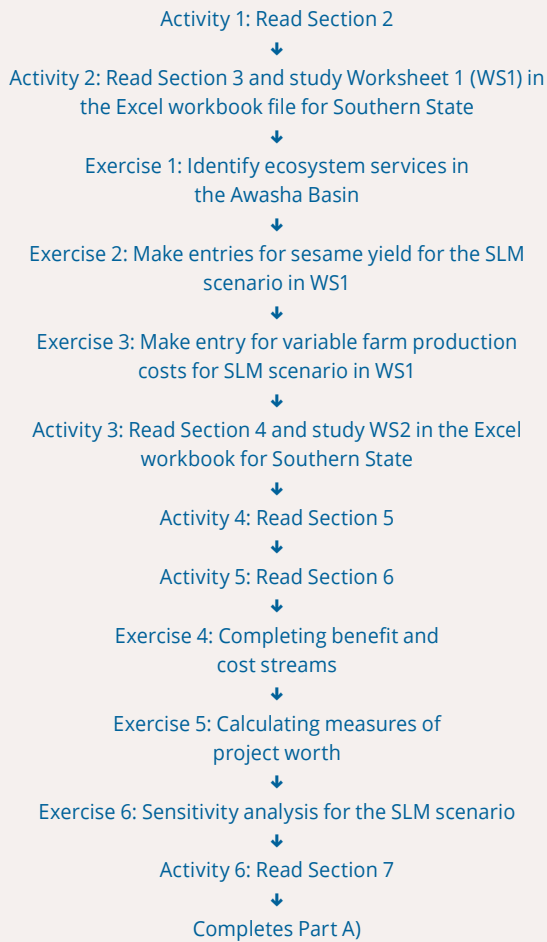 Activity 1: Read Section 2
↓
Activity 2: Read Section 3 and study Worksheet 1 (WS1) in
the Excel workbook file for Southern State
↓
Exercise 1: Identify ecosystem services in
the Awasha Basin
↓
Exercise 2: Make entries for sesame yield for the SLM
scenario in WS1
↓
Exercise 3: Make entry for variable farm production
costs for SLM scenario in WS1
↓
Activity 3: Read Section 4 and study WS2 in the Excel
workbook for Southern State
↓
Activity 4: Read Section 5
↓
Activity 5: Read Section 6
↓
Exercise 4: Completing benefit and
cost streams
↓
Exercise 5: Calculating measures of
project worth
↓
Exercise 6: Sensitivity analysis for the SLM scenario
↓
Activity 6: Read Section 7
↓
Completes Part A)